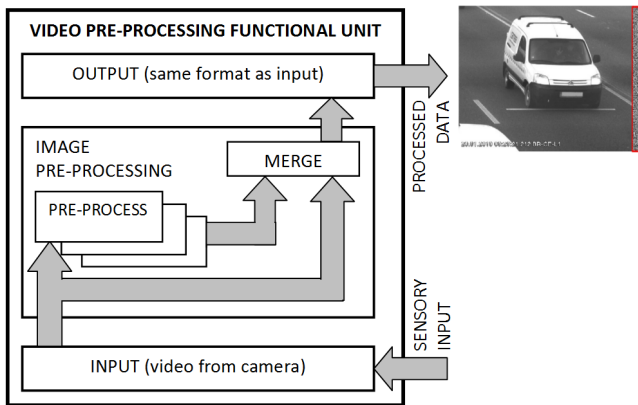 VIDEO PRE-PROCESSING FUNCTIONAL UNIT
OUTPUT (same format as input)
IMAGE
PRE-PROCESSING
MERGE
PRE-PROCESS
INPUT (video from camera)
PROCESSED
DATA
SENSORY
INPUT